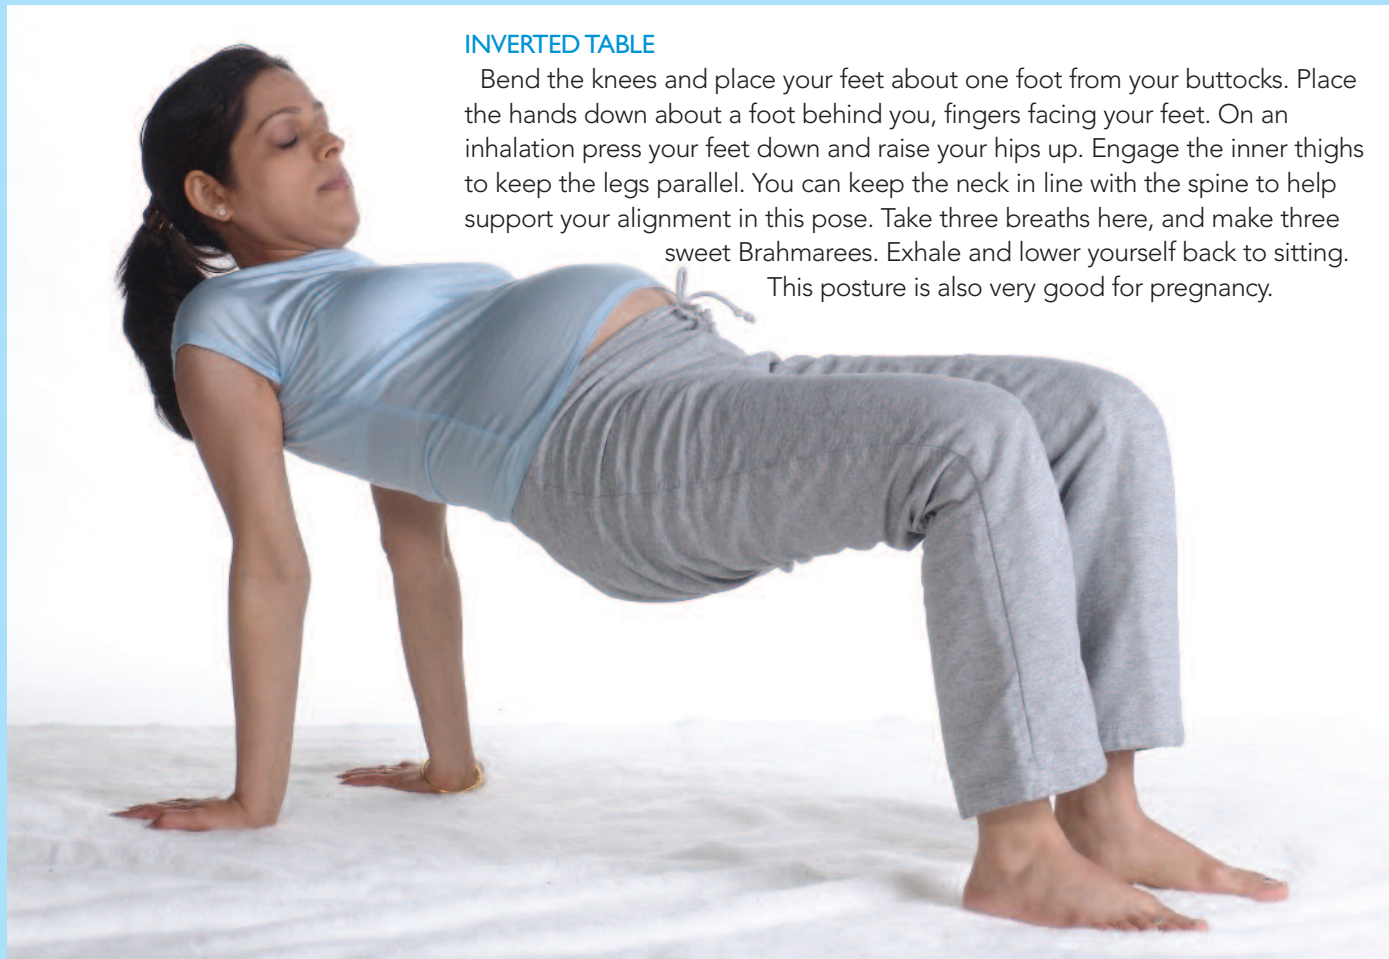 INVERTED TABLE
Bend the knees and place your feet about one foot from your buttocks. Place
the hands down about a foot behind you, fingers facing your feet. On an
inhalation press your feet down and raise your hips up. Engage the inner thighs
to keep the legs parallel. You can keep the neck in line with the spine to help
support your alignment in this pose. Take three breaths here, and make three
sweet Brahmarees. Exhale and lower yourself back to sitting.
This posture is also very good for pregnancy.